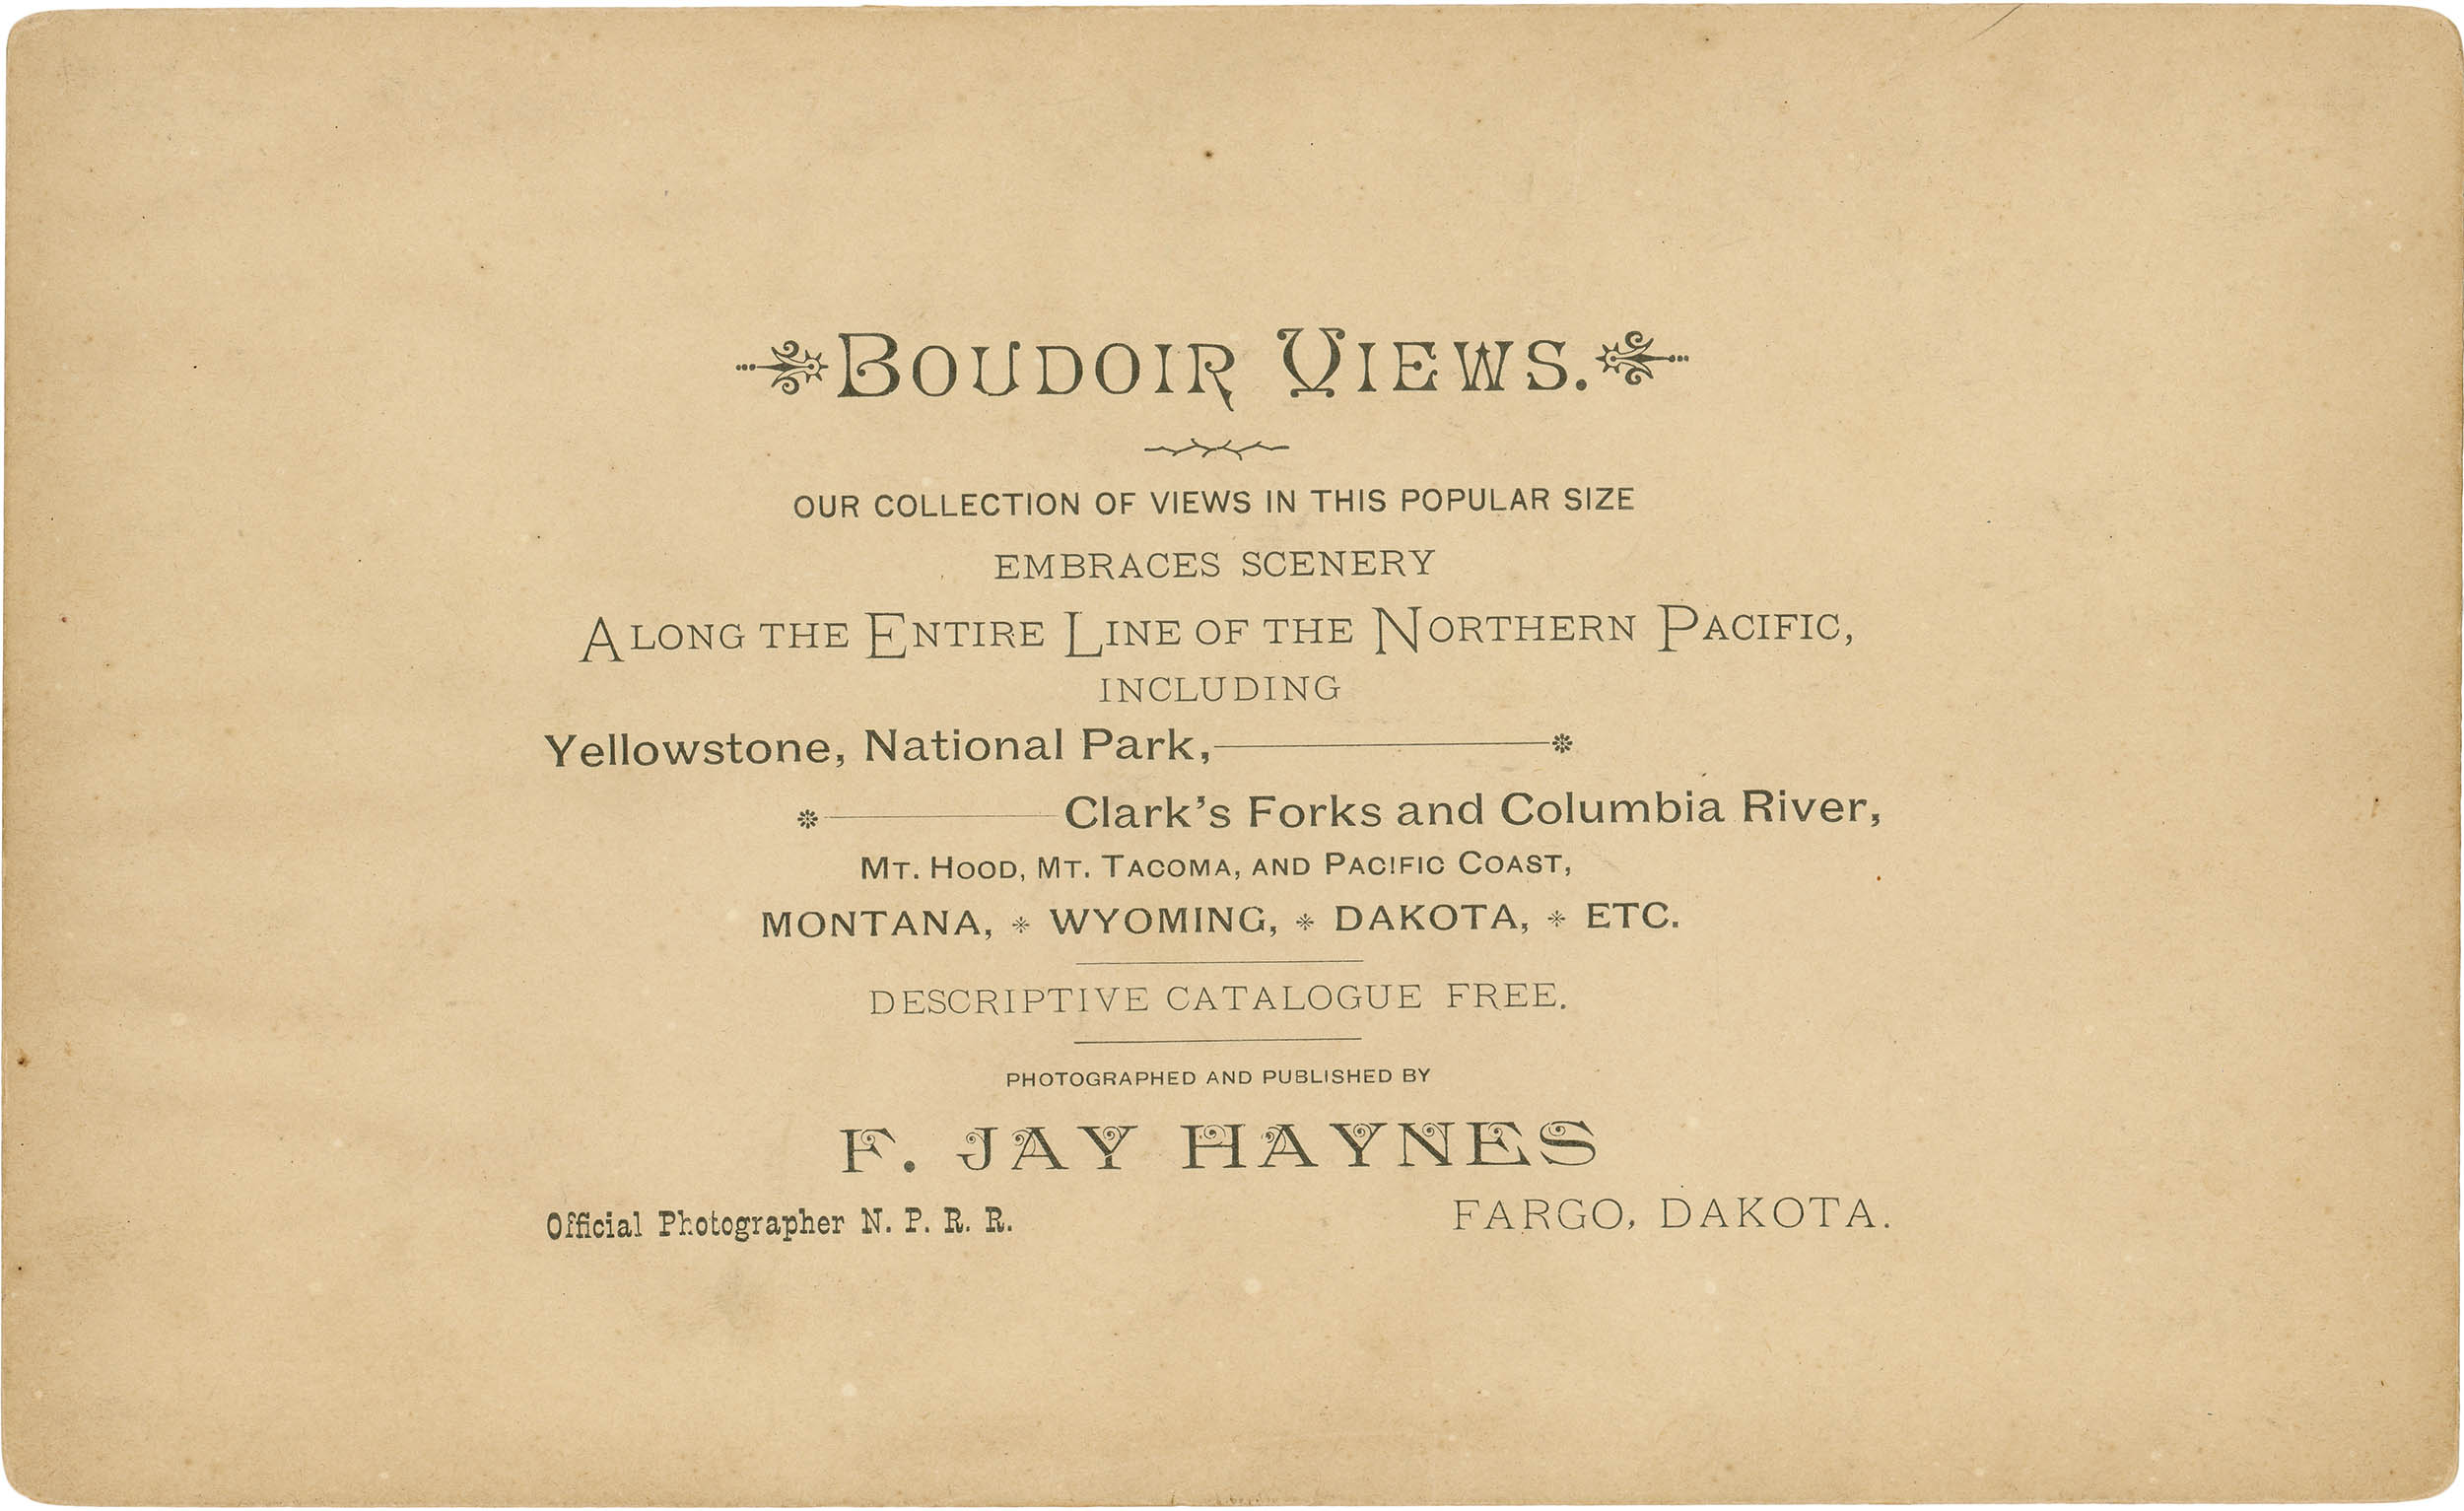 BOUDOIR VIEWS.
OUR COLLECTION OF VIEWS IN THIS POPULAR SIZE
EMBRACES SCENERY
ALONG THE ENTIRE LINE OF THE NORTHERN PACIFIC,
INCLUDING
Yellowstone, National Park,
Clark's Forks and Columbia River,
MT. HOOD, MT. TACOMA, AND PACIFIC COAST,
MONTANA, * WYOMING, * DAKOTA, * ETC.
DESCRIPTIVE CATALOGUE FREE.
PHOTOGRAPHED AND PUBLISHED BY
F. JAY HAYNES
Official Photographer N. P. R. R.
FARGO, DAKOTA.